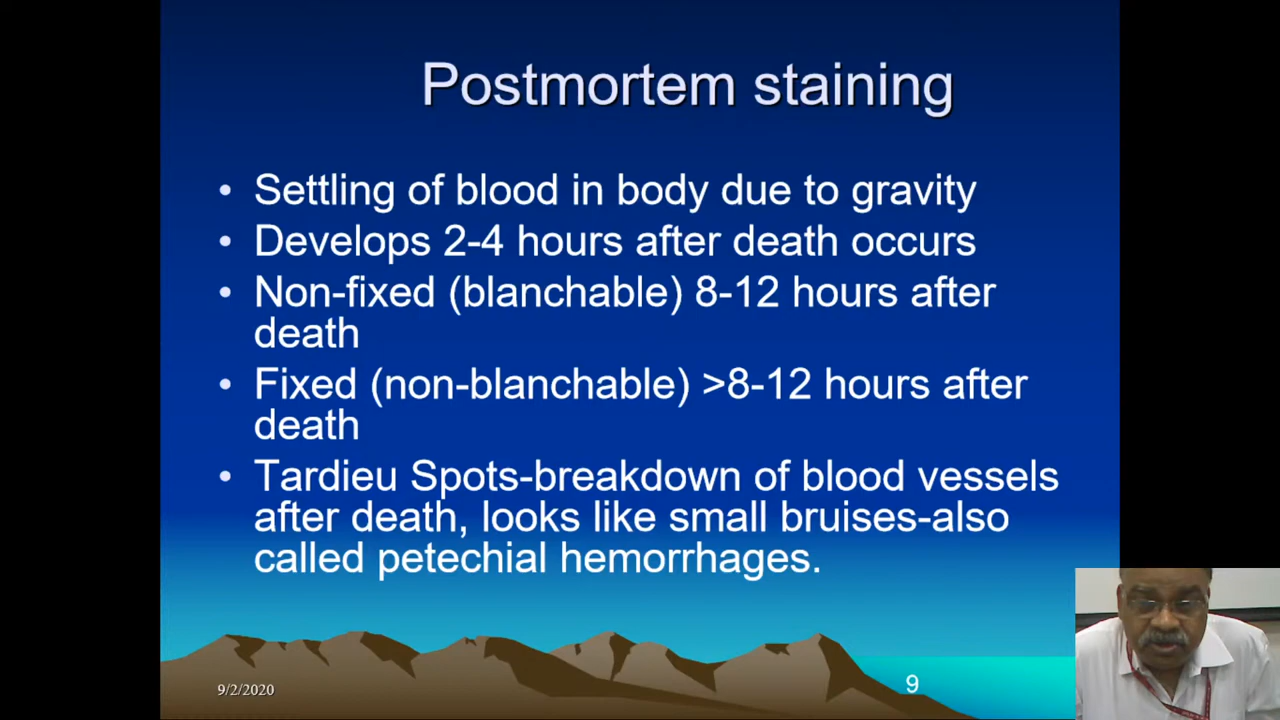 Postmortem staining
• Settling of blood in body due to gravity
• Develops 2-4 hours after death occurs
• Non-fixed (blanchable) 8-12 hours after
death
• Fixed (non-blanchable) >8-12 hours after
death
• Tardieu Spots-breakdown of blood vessels
after death, looks like small bruises-also
called petechial hemorrhages.
9/2/2020
9